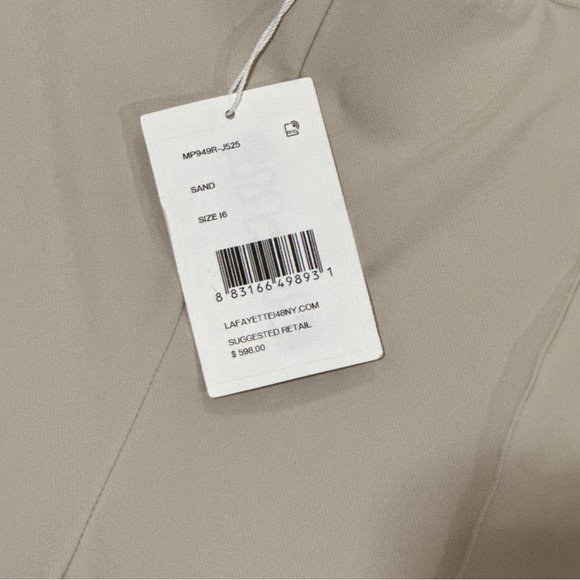 MP949R-J525
SAND
SIZE 16
8 83166 49893 1
LAFAYETTE148NY.COM
SUGGESTED RETAIL
$ 598.00